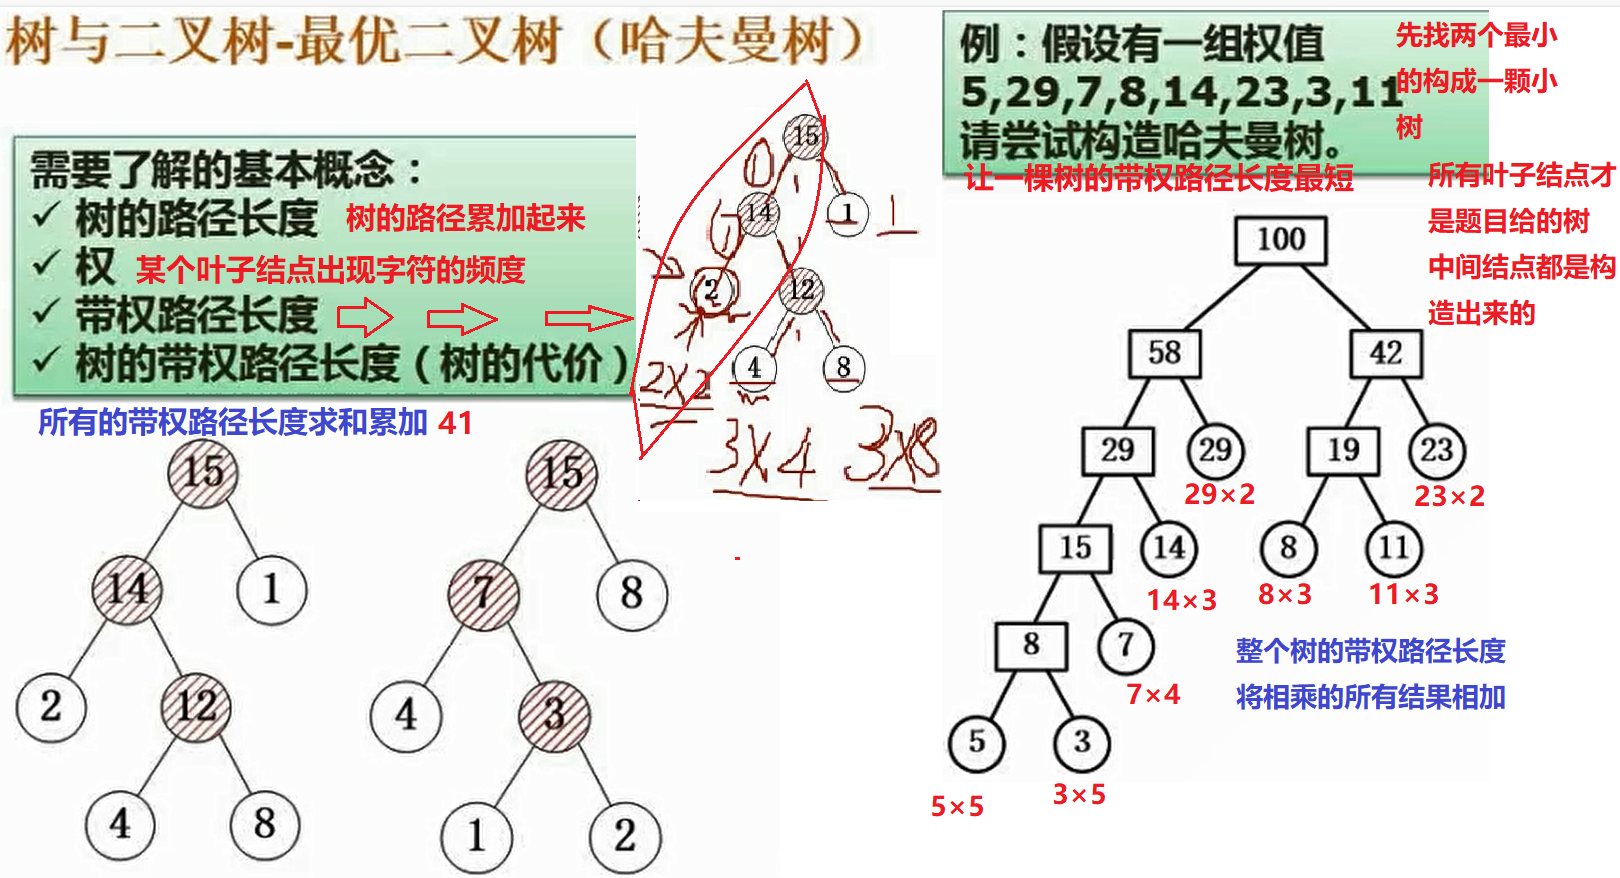 树与二叉树-最优二叉树（哈夫曼树）
需要了解的基本概念：
✓ 树的路径长度 树的路径累加起来
✓ 权 某个叶子结点出现字符的频度
✓ 带权路径长度
✓ 树的带权路径长度（树的代价）
所有的带权路径长度求和累加 41
15
14
1
2
12
4
8
15
7
8
4
3
1
2
15
1
14
1
1
1
2
12
1
4
8
2×2
3×4
3×8
例：假设有一组权值
5,29,7,8,14,23,3,11
请尝试构造哈夫曼树。
先找两个最小
的构成一颗小
树
让一棵树的带权路径长度最短
所有叶子结点才
是题目给的树
中间结点都是构
造出来的
100
58
42
29
29
19
23
29×2
23×2
15
14
8
11
14×3
8×3
11×3
8
7
7×4
5
3
5×5
3×5
整个树的带权路径长度
将相乘的所有结果相加